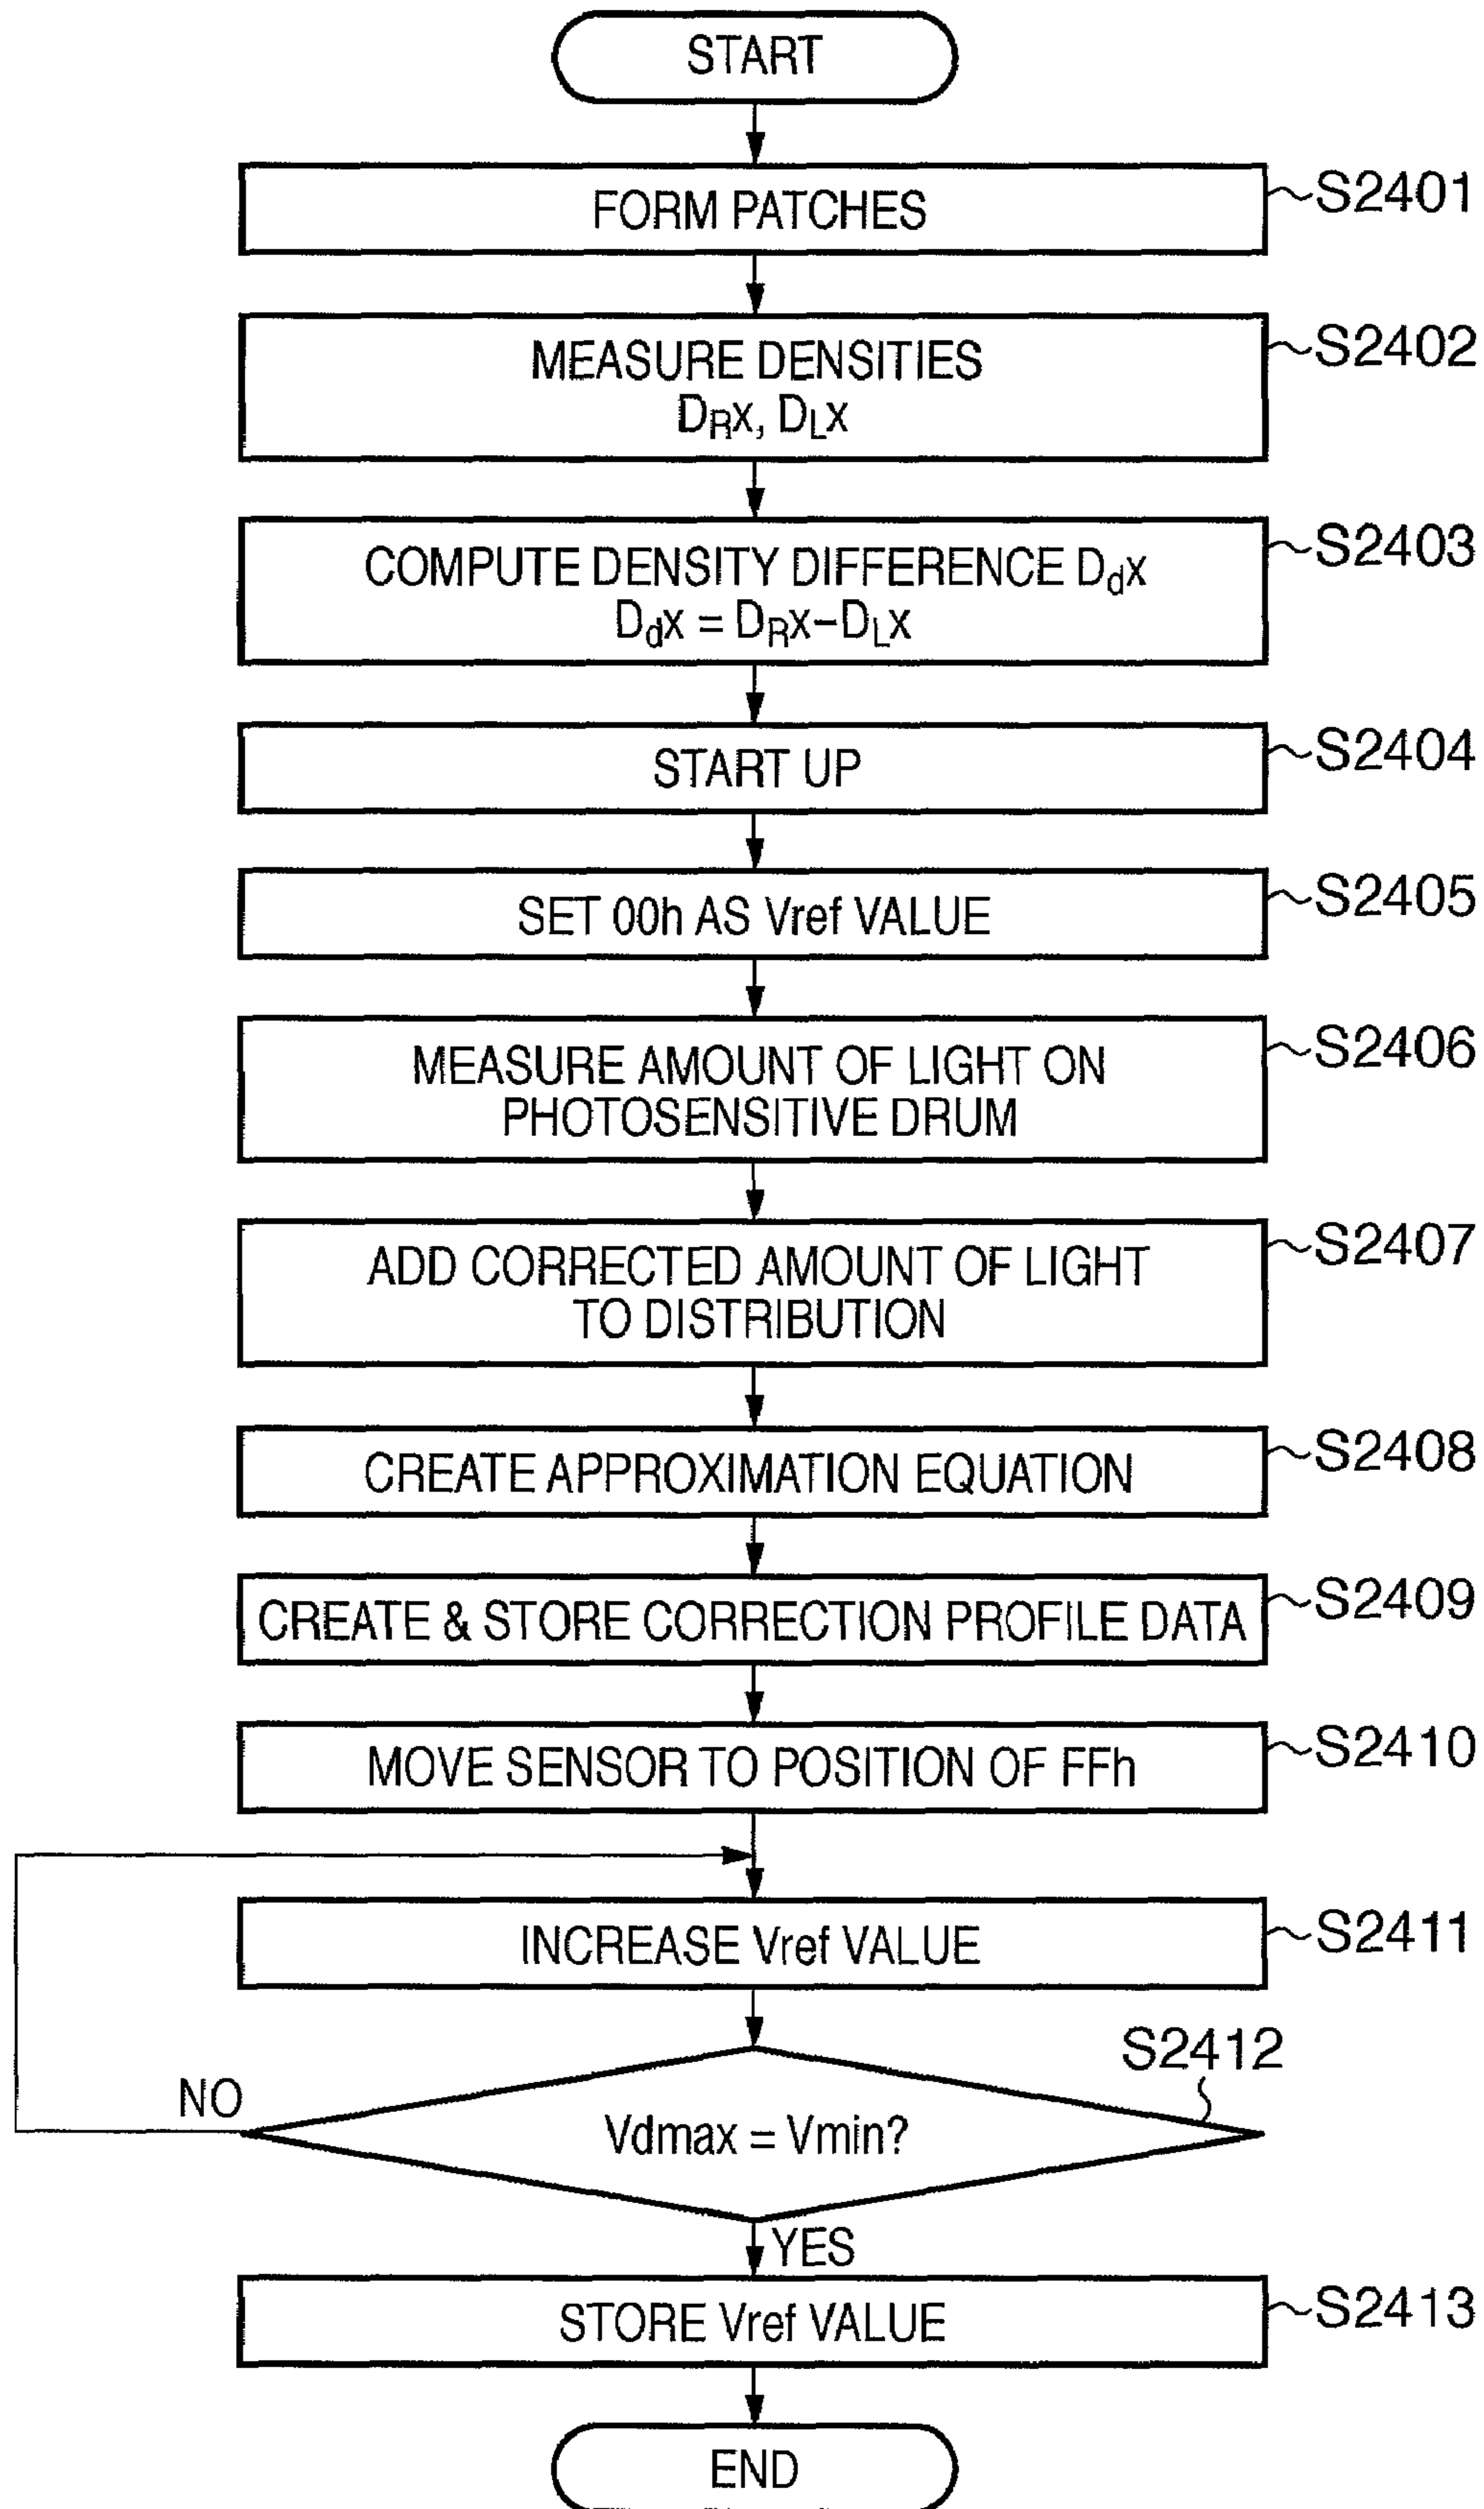 START
FORM PATCHES
S2401
MEASURE DENSITIES
DRx, DLx
S2402
COMPUTE DENSITY DIFFERENCE Ddx
Ddx = DRx-DLx
S2403
START UP
S2404
SET 00h AS Vref VALUE
S2405
MEASURE AMOUNT OF LIGHT ON
PHOTOSENSITIVE DRUM
S2406
ADD CORRECTED AMOUNT OF LIGHT
TO DISTRIBUTION
S2407
CREATE APPROXIMATION EQUATION
S2408
CREATE & STORE CORRECTION PROFILE DATA
S2409
MOVE SENSOR TO POSITION OF FFh
S2410
INCREASE Vref VALUE
S2411
S2412
NO
Vdmax = Vmin?
YES
STORE Vref VALUE
S2413
END